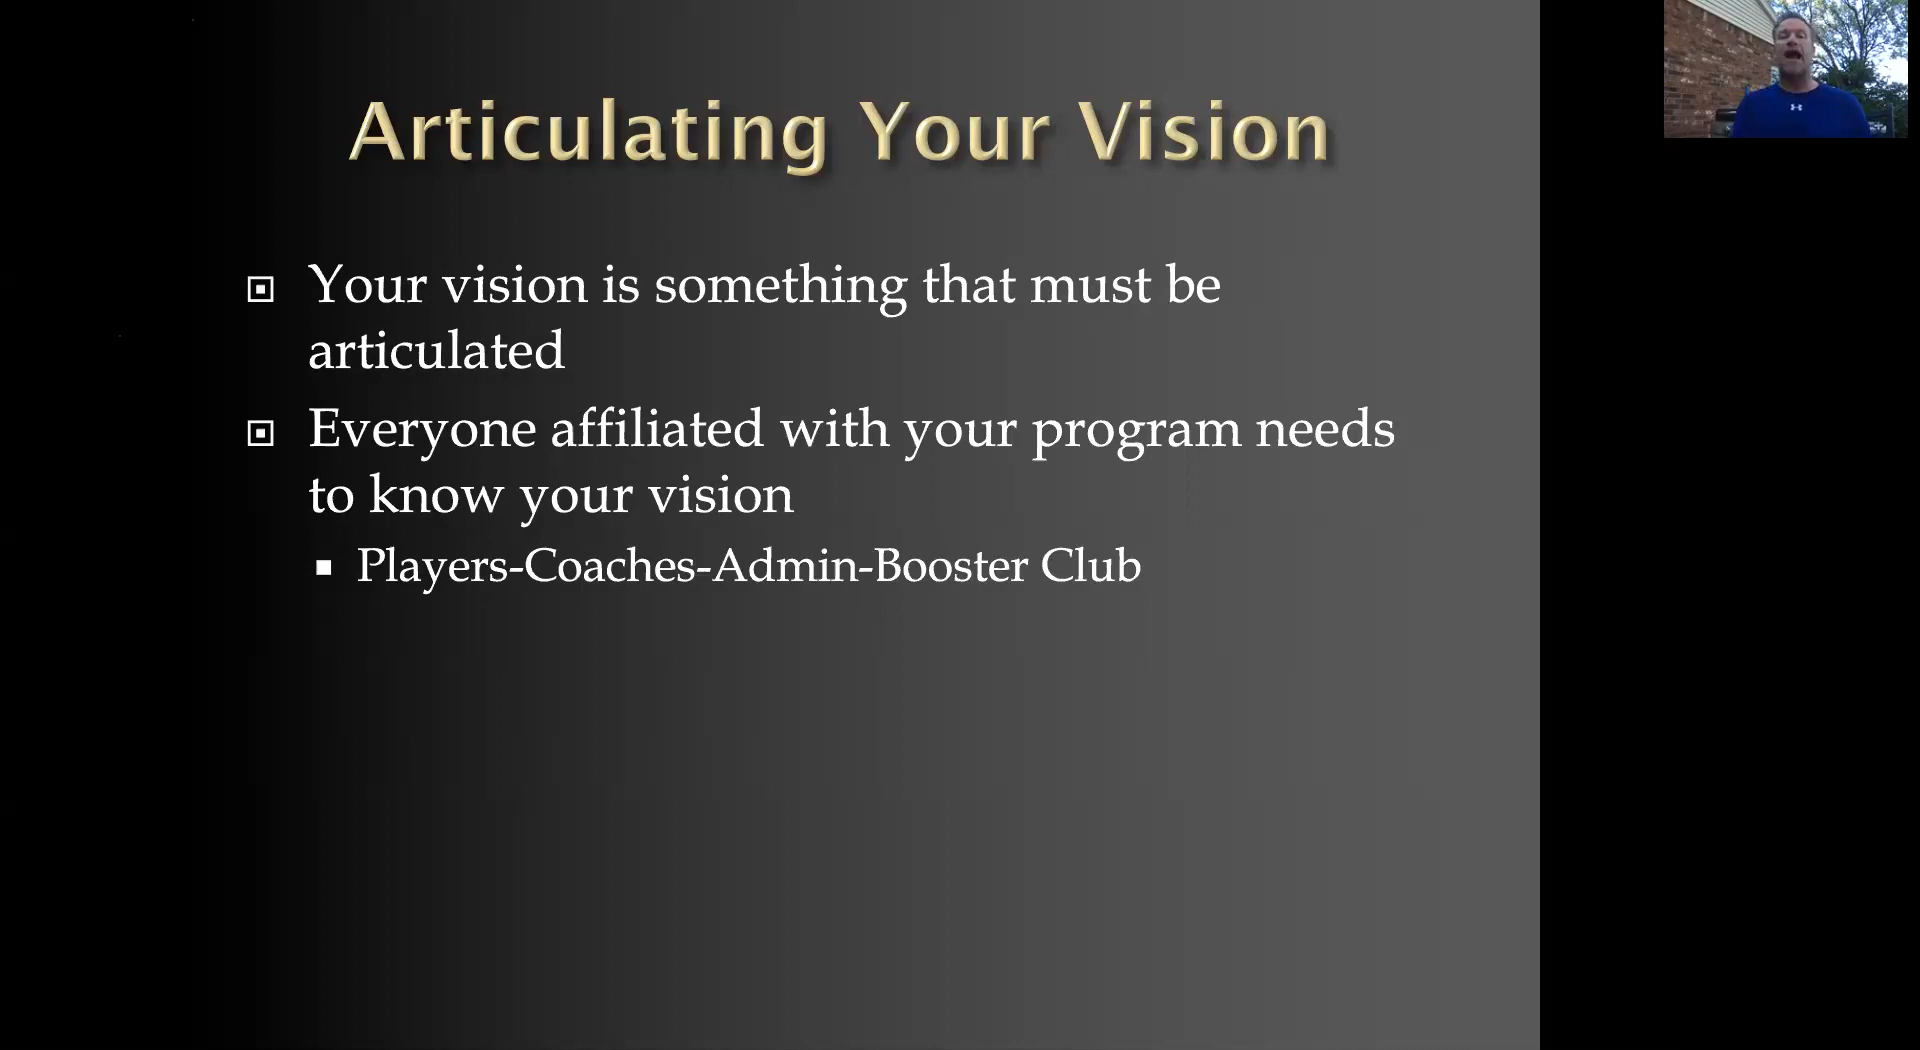 Articulating Your Vision
Your vision is something that must be
articulated
Everyone affiliated with your program needs
to know your vision
Players-Coaches-Admin-Booster Club